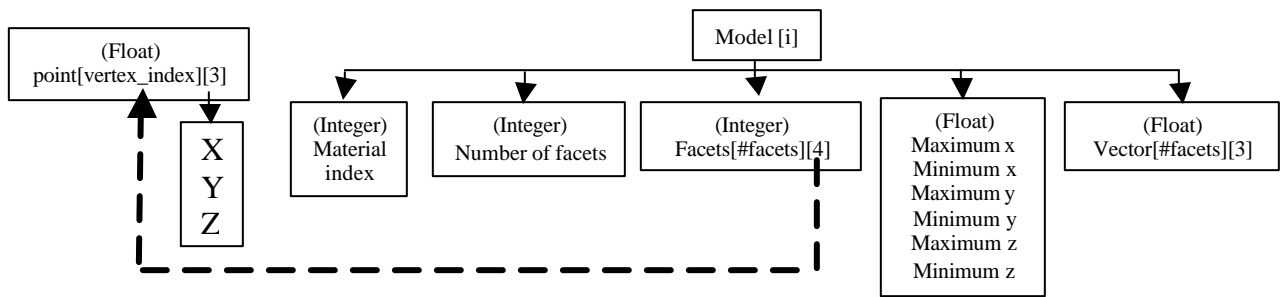 (Float)
point[vertex_index][3]
X
Y
Z
Model [i]
(Integer)
Material
index
(Integer)
Number of facets
(Integer)
Facets[#facets][4]
(Float)
Maximum x
Minimum x
Maximum y
Minimum y
Maximum z
Minimum z
(Float)
Vector[#facets][3]